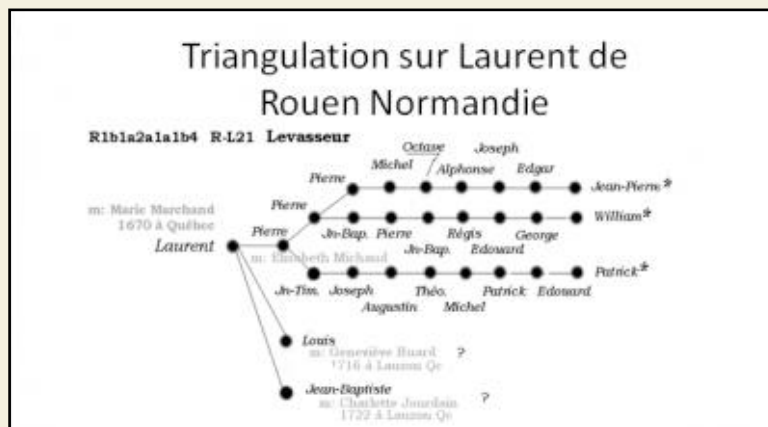 Triangulation sur Laurent de
Rouen Normandie
R1b1a2a1a1b4 R-L21 Levasseur
Octave Joseph
Michel Alphonse Edgar
Pierre Jean-Pierre*
m: Marie Marchand
1670 à Québec
Pierre William*
Jn-Bap. Pierre Régis George
Pierre Jn-Bap. Edouard
Laurent
m: Elisabeth Michaud
Patrick*
Jn-Tim. Joseph Théo. Patrick Edouard
Augustin Michel
Louis
m: Geneviève Huard ?
1716 à Lauzon Qc
Jean-Baptiste
m: Charlotte Jourdain ?
1722 à Lauzon Qc